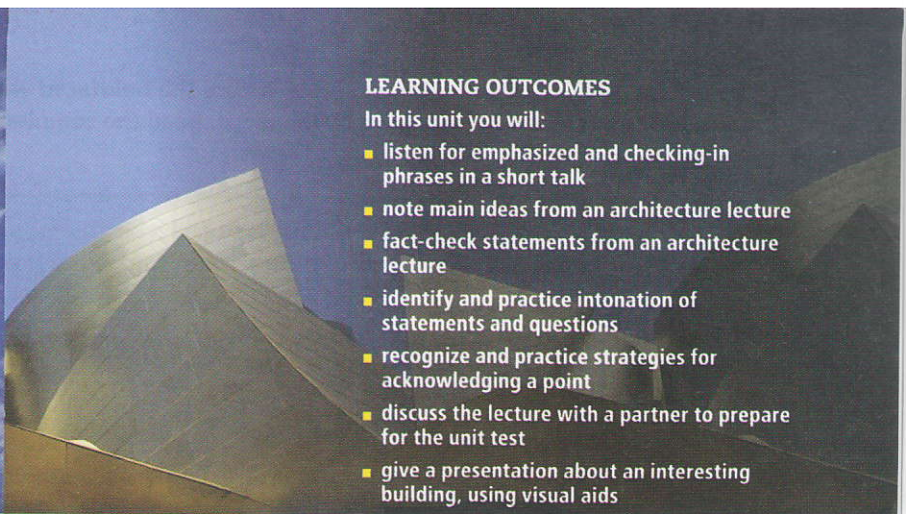 LEARNING OUTCOMES
In this unit you will:
▪ listen for emphasized and checking-in
phrases in a short talk
▪ note main ideas from an architecture lecture
▪ fact-check statements from an architecture
lecture
▪ identify and practice intonation of
statements and questions
▪ recognize and practice strategies for
acknowledging a point
▪ discuss the lecture with a partner to prepare
for the unit test
▪ give a presentation about an interesting
building, using visual aids